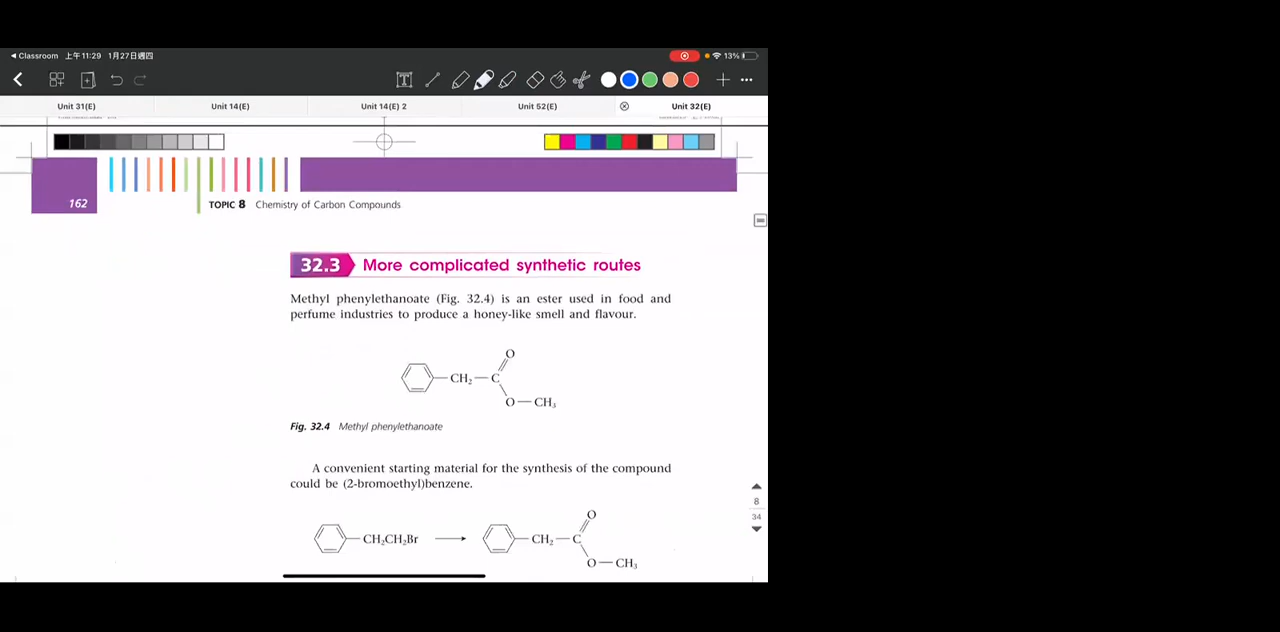 Classroom 上午11:29 1月27日週四 13%
Unit 31(E) Unit 14(E) Unit 14(E) 2 Unit 52(E) Unit 32(E)
162
TOPIC 8 Chemistry of Carbon Compounds
32.3 More complicated synthetic routes
Methyl phenylethanoate (Fig. 32.4) is an ester used in food and
perfume industries to produce a honey-like smell and flavour.
O
CH₂—C
O—CH₃
Fig. 32.4 Methyl phenylethanoate
A convenient starting material for the synthesis of the compound
could be (2-bromoethyl)benzene.
O
CH₂CH₂Br CH₂—C
O—CH₃
8
34